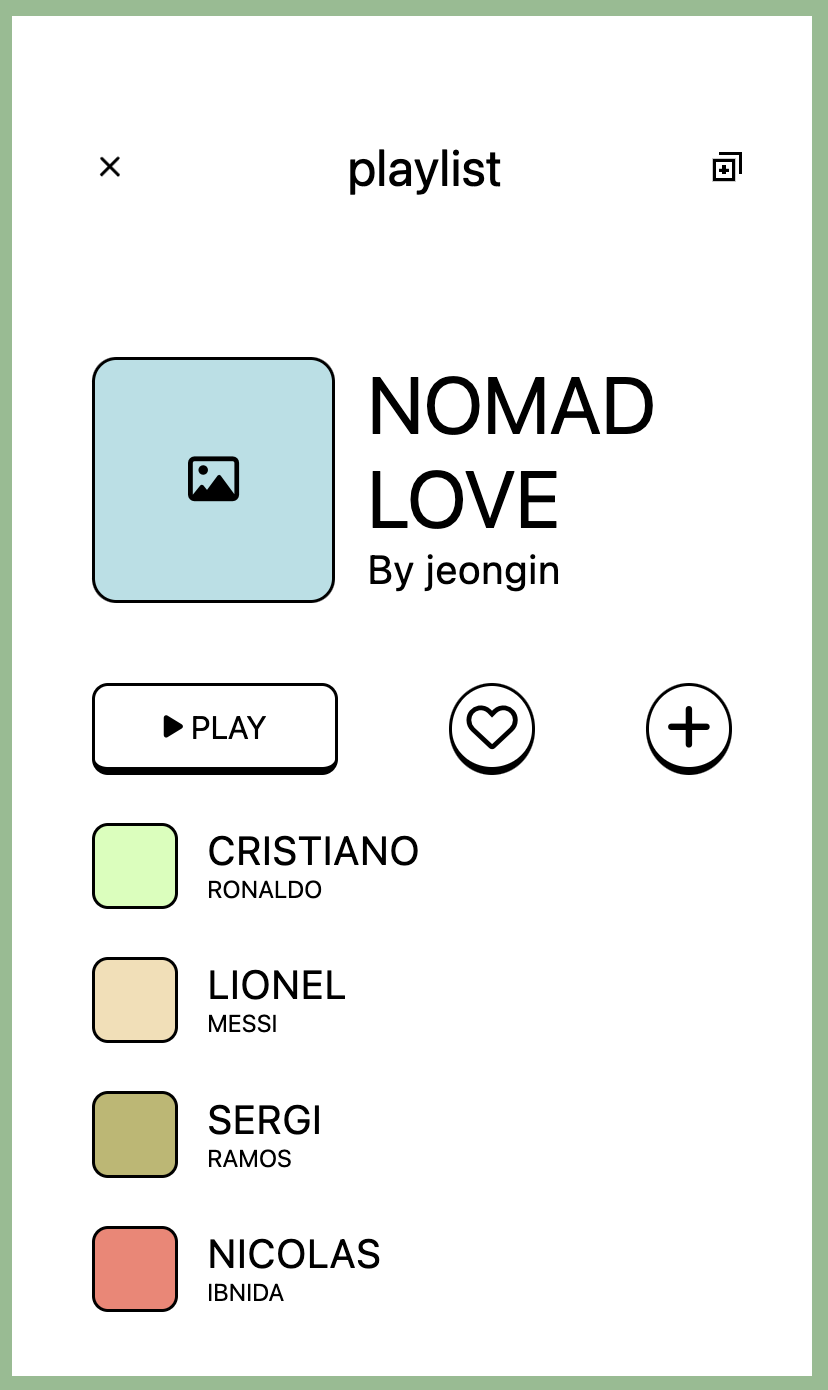 playlist
NOMAD
LOVE
By jeongin
PLAY
CRISTIANO
RONALDO
LIONEL
MESSI
SERGI
RAMOS
NICOLAS
IBNIDA